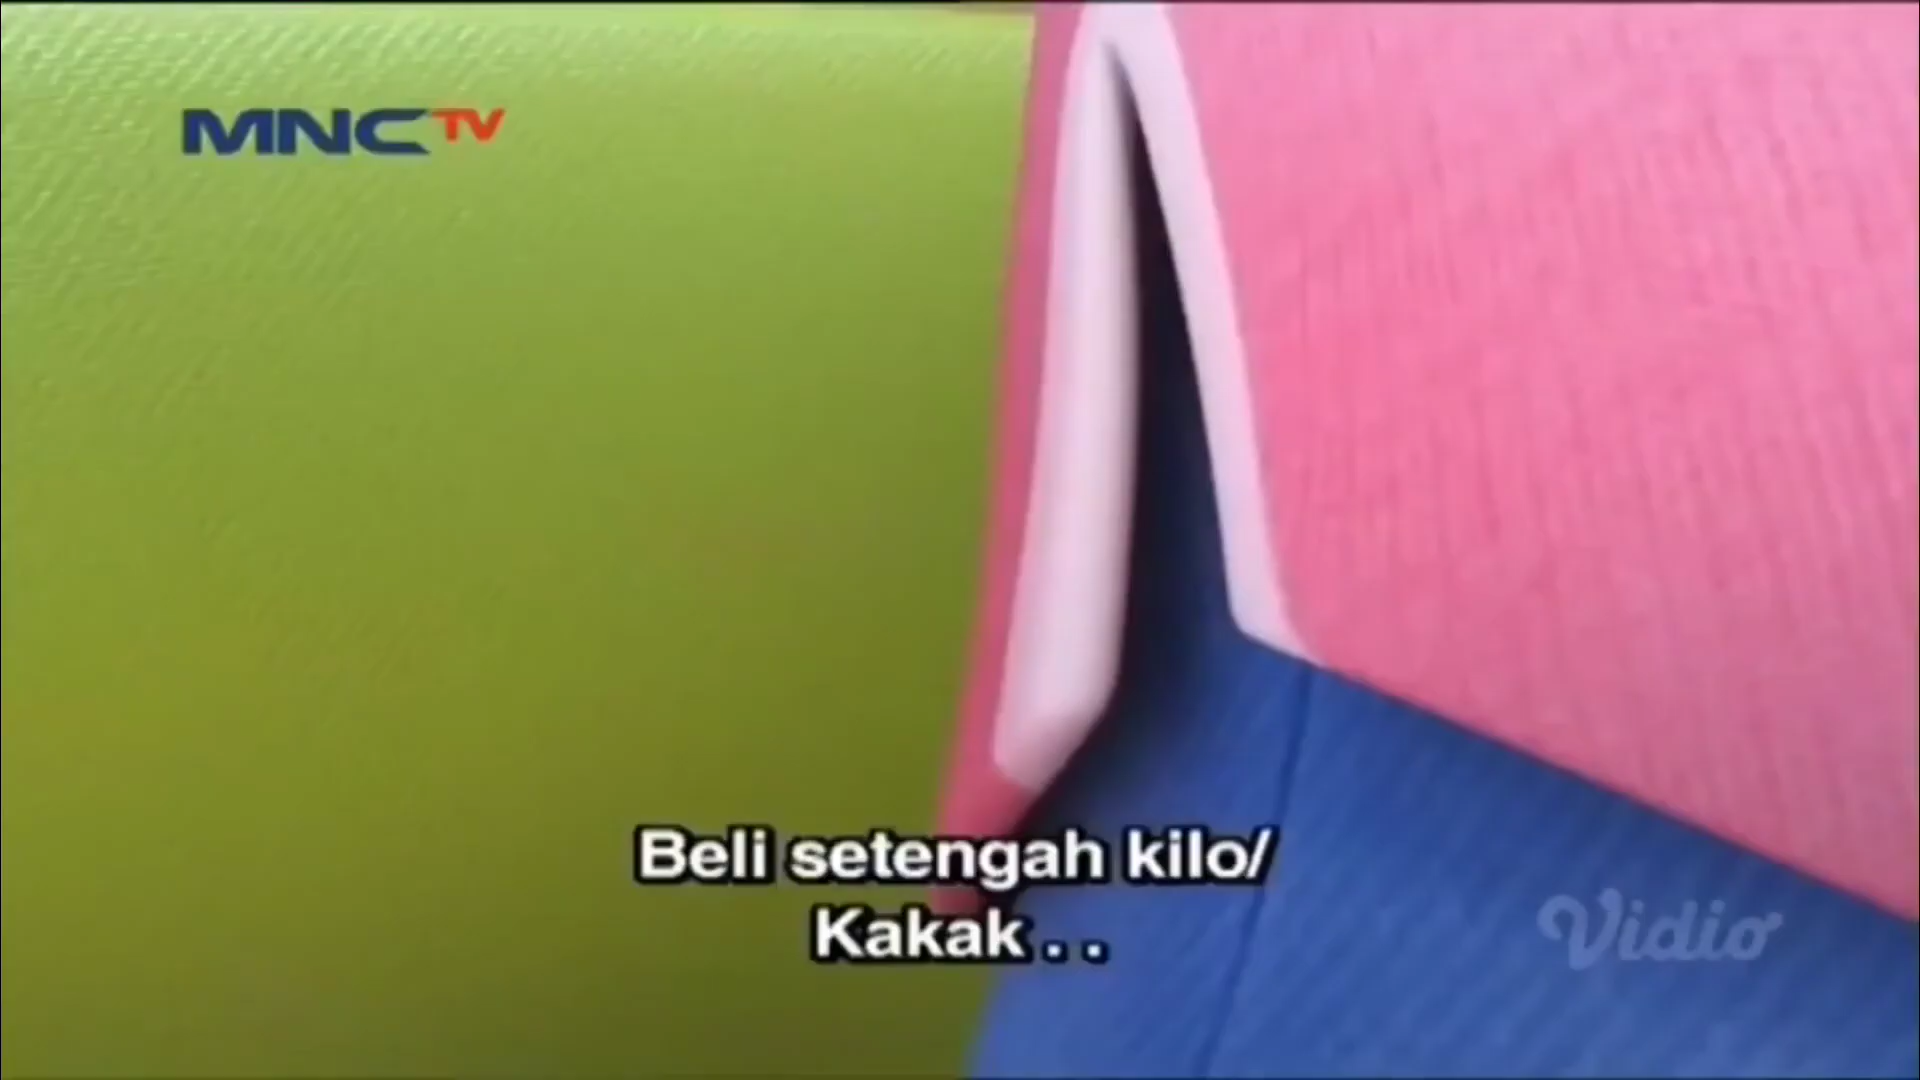 MNCTV
Beli setengah kilo/
Kakak . .
Vidio